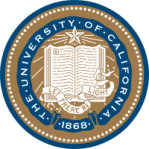 ·THE·UNIVERSITY·OF·CALIFORNIA·
LET THERE BE LIGHT
·1868·